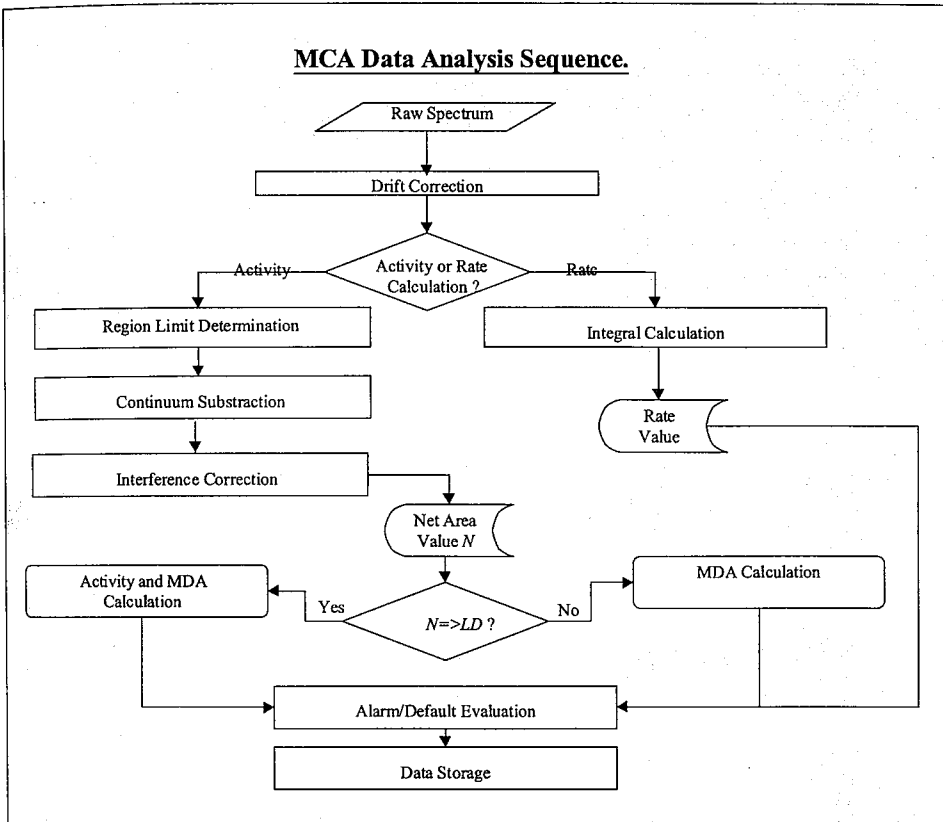 MCA Data Analysis Sequence.
Raw Spectrum
Drift Correction
Activity or Rate
Calculation ?
Activity
Rate
Region Limit Determination
Integral Calculation
Continuum Substraction
Rate
Value
Interference Correction
Net Area
Value N
Activity and MDA
Calculation
MDA Calculation
Yes
N=>LD ?
No
Alarm/Default Evaluation
Data Storage